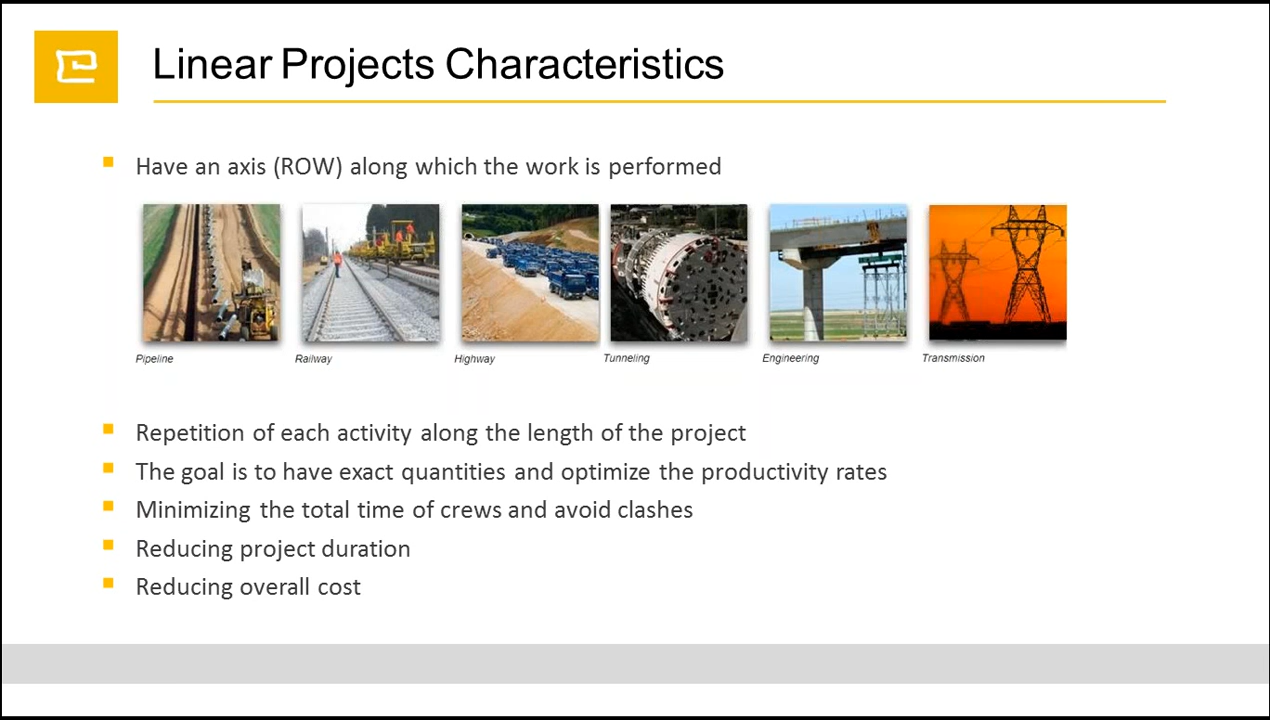 Linear Projects Characteristics
Have an axis (ROW) along which the work is performed
Pipeline
Railway
Highway
Tunneling
Engineering
Transmission
Repetition of each activity along the length of the project
The goal is to have exact quantities and optimize the productivity rates
Minimizing the total time of crews and avoid clashes
Reducing project duration
Reducing overall cost